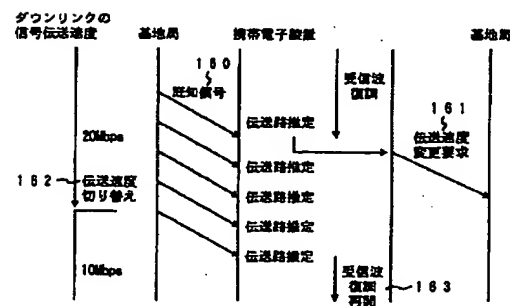 ダウンリンクの
信号伝送速度
基地局
携帯電子装置
基地局
160
既知信号
受信波
復調
161
伝送速度
変更要求
20Mbps
伝送路推定
伝送路推定
伝送路推定
伝送路推定
伝送路推定
162
伝送速度
切り替え
10Mbps
受信波
復調
再開
163